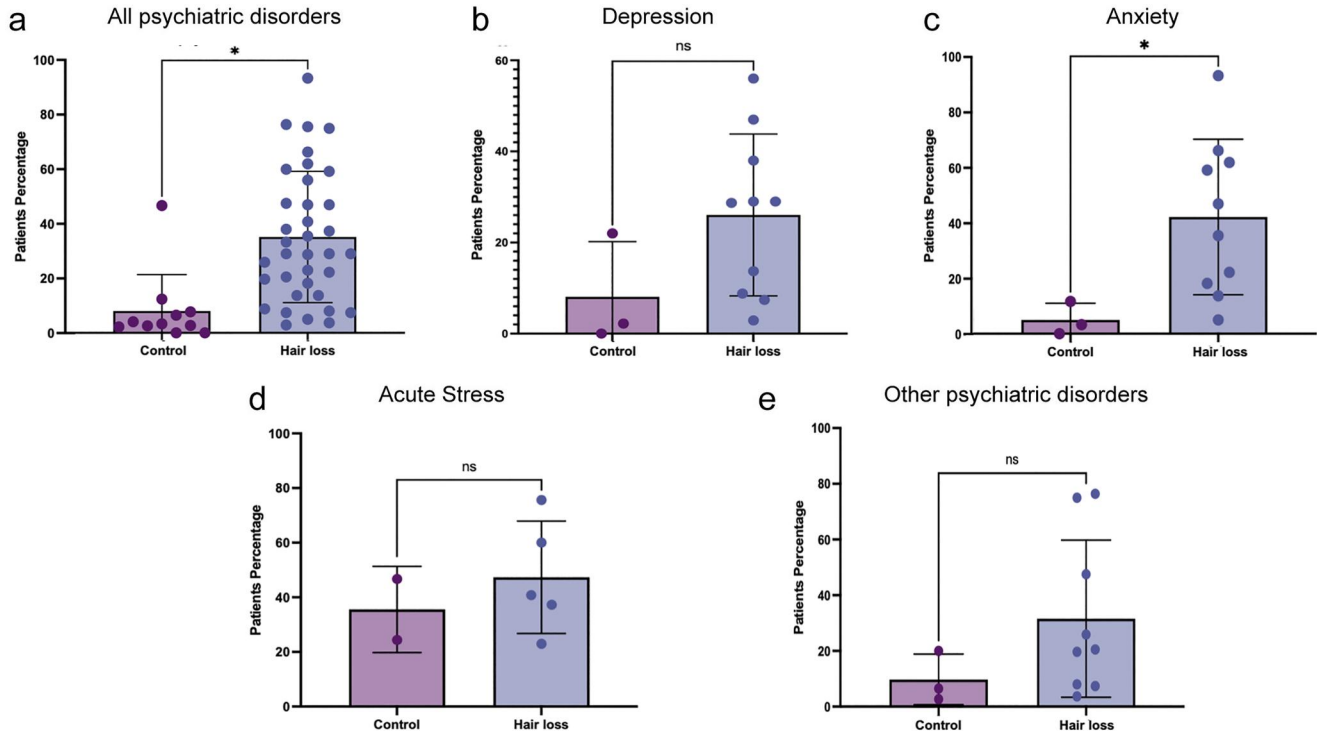 a
All psychiatric disorders
*
Patients Percentage
100
80
60
40
20
0
Control
Hair loss
b
Depression
ns
Patients Percentage
60
40
20
0
Control
Hair loss
c
Anxiety
*
Patients Percentage
100
80
60
40
20
0
Control
Hair loss
d
Acute Stress
ns
Patients Percentage
100
80
60
40
20
0
Control
Hair loss
e
Other psychiatric disorders
ns
Patients Percentage
100
80
60
40
20
0
Control
Hair loss